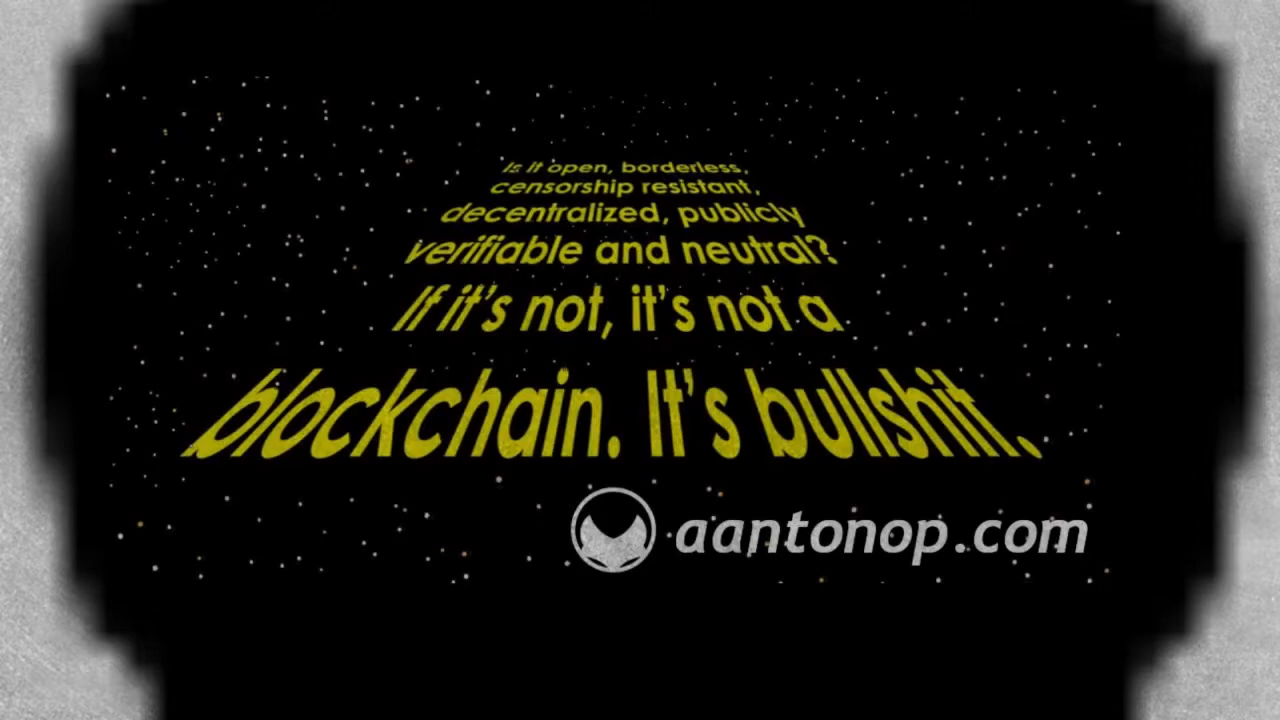 Is it open, borderless,
censorship resistant,
decentralized, publicly
verifiable and neutral?
If it's not, it's not a
blockchain. It's bullshit.
aantonop.com